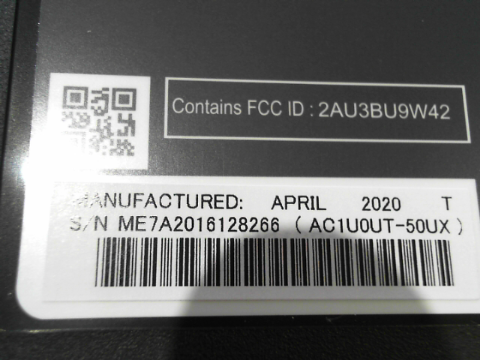 Contains FCC ID : 2AU3BU9W42
MANUFACTURED: APRIL 2020 T
S/N ME7A2016128266 ( AC1U0UT-50UX )